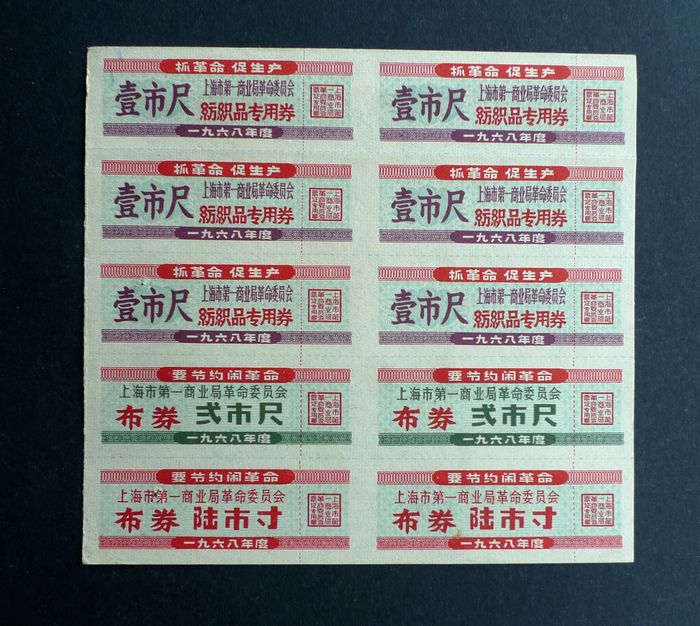 抓革命 促生产
壹市尺
上海市第一商业局革命委员会
纺织品专用券
一九六八年度
抓革命 促生产
壹市尺
上海市第一商业局革命委员会
纺织品专用券
一九六八年度
抓革命 促生产
壹市尺
上海市第一商业局革命委员会
纺织品专用券
一九六八年度
抓革命 促生产
壹市尺
上海市第一商业局革命委员会
纺织品专用券
一九六八年度
抓革命 促生产
壹市尺
上海市第一商业局革命委员会
纺织品专用券
一九六八年度
抓革命 促生产
壹市尺
上海市第一商业局革命委员会
纺织品专用券
一九六八年度
要节约闹革命
上海市第一商业局革命委员会
布券 弍市尺
一九六八年度
要节约闹革命
上海市第一商业局革命委员会
布券 弍市尺
一九六八年度
要节约闹革命
上海市第一商业局革命委员会
布券 陆市寸
一九六八年度
要节约闹革命
上海市第一商业局革命委员会
布券 陆市寸
一九六八年度